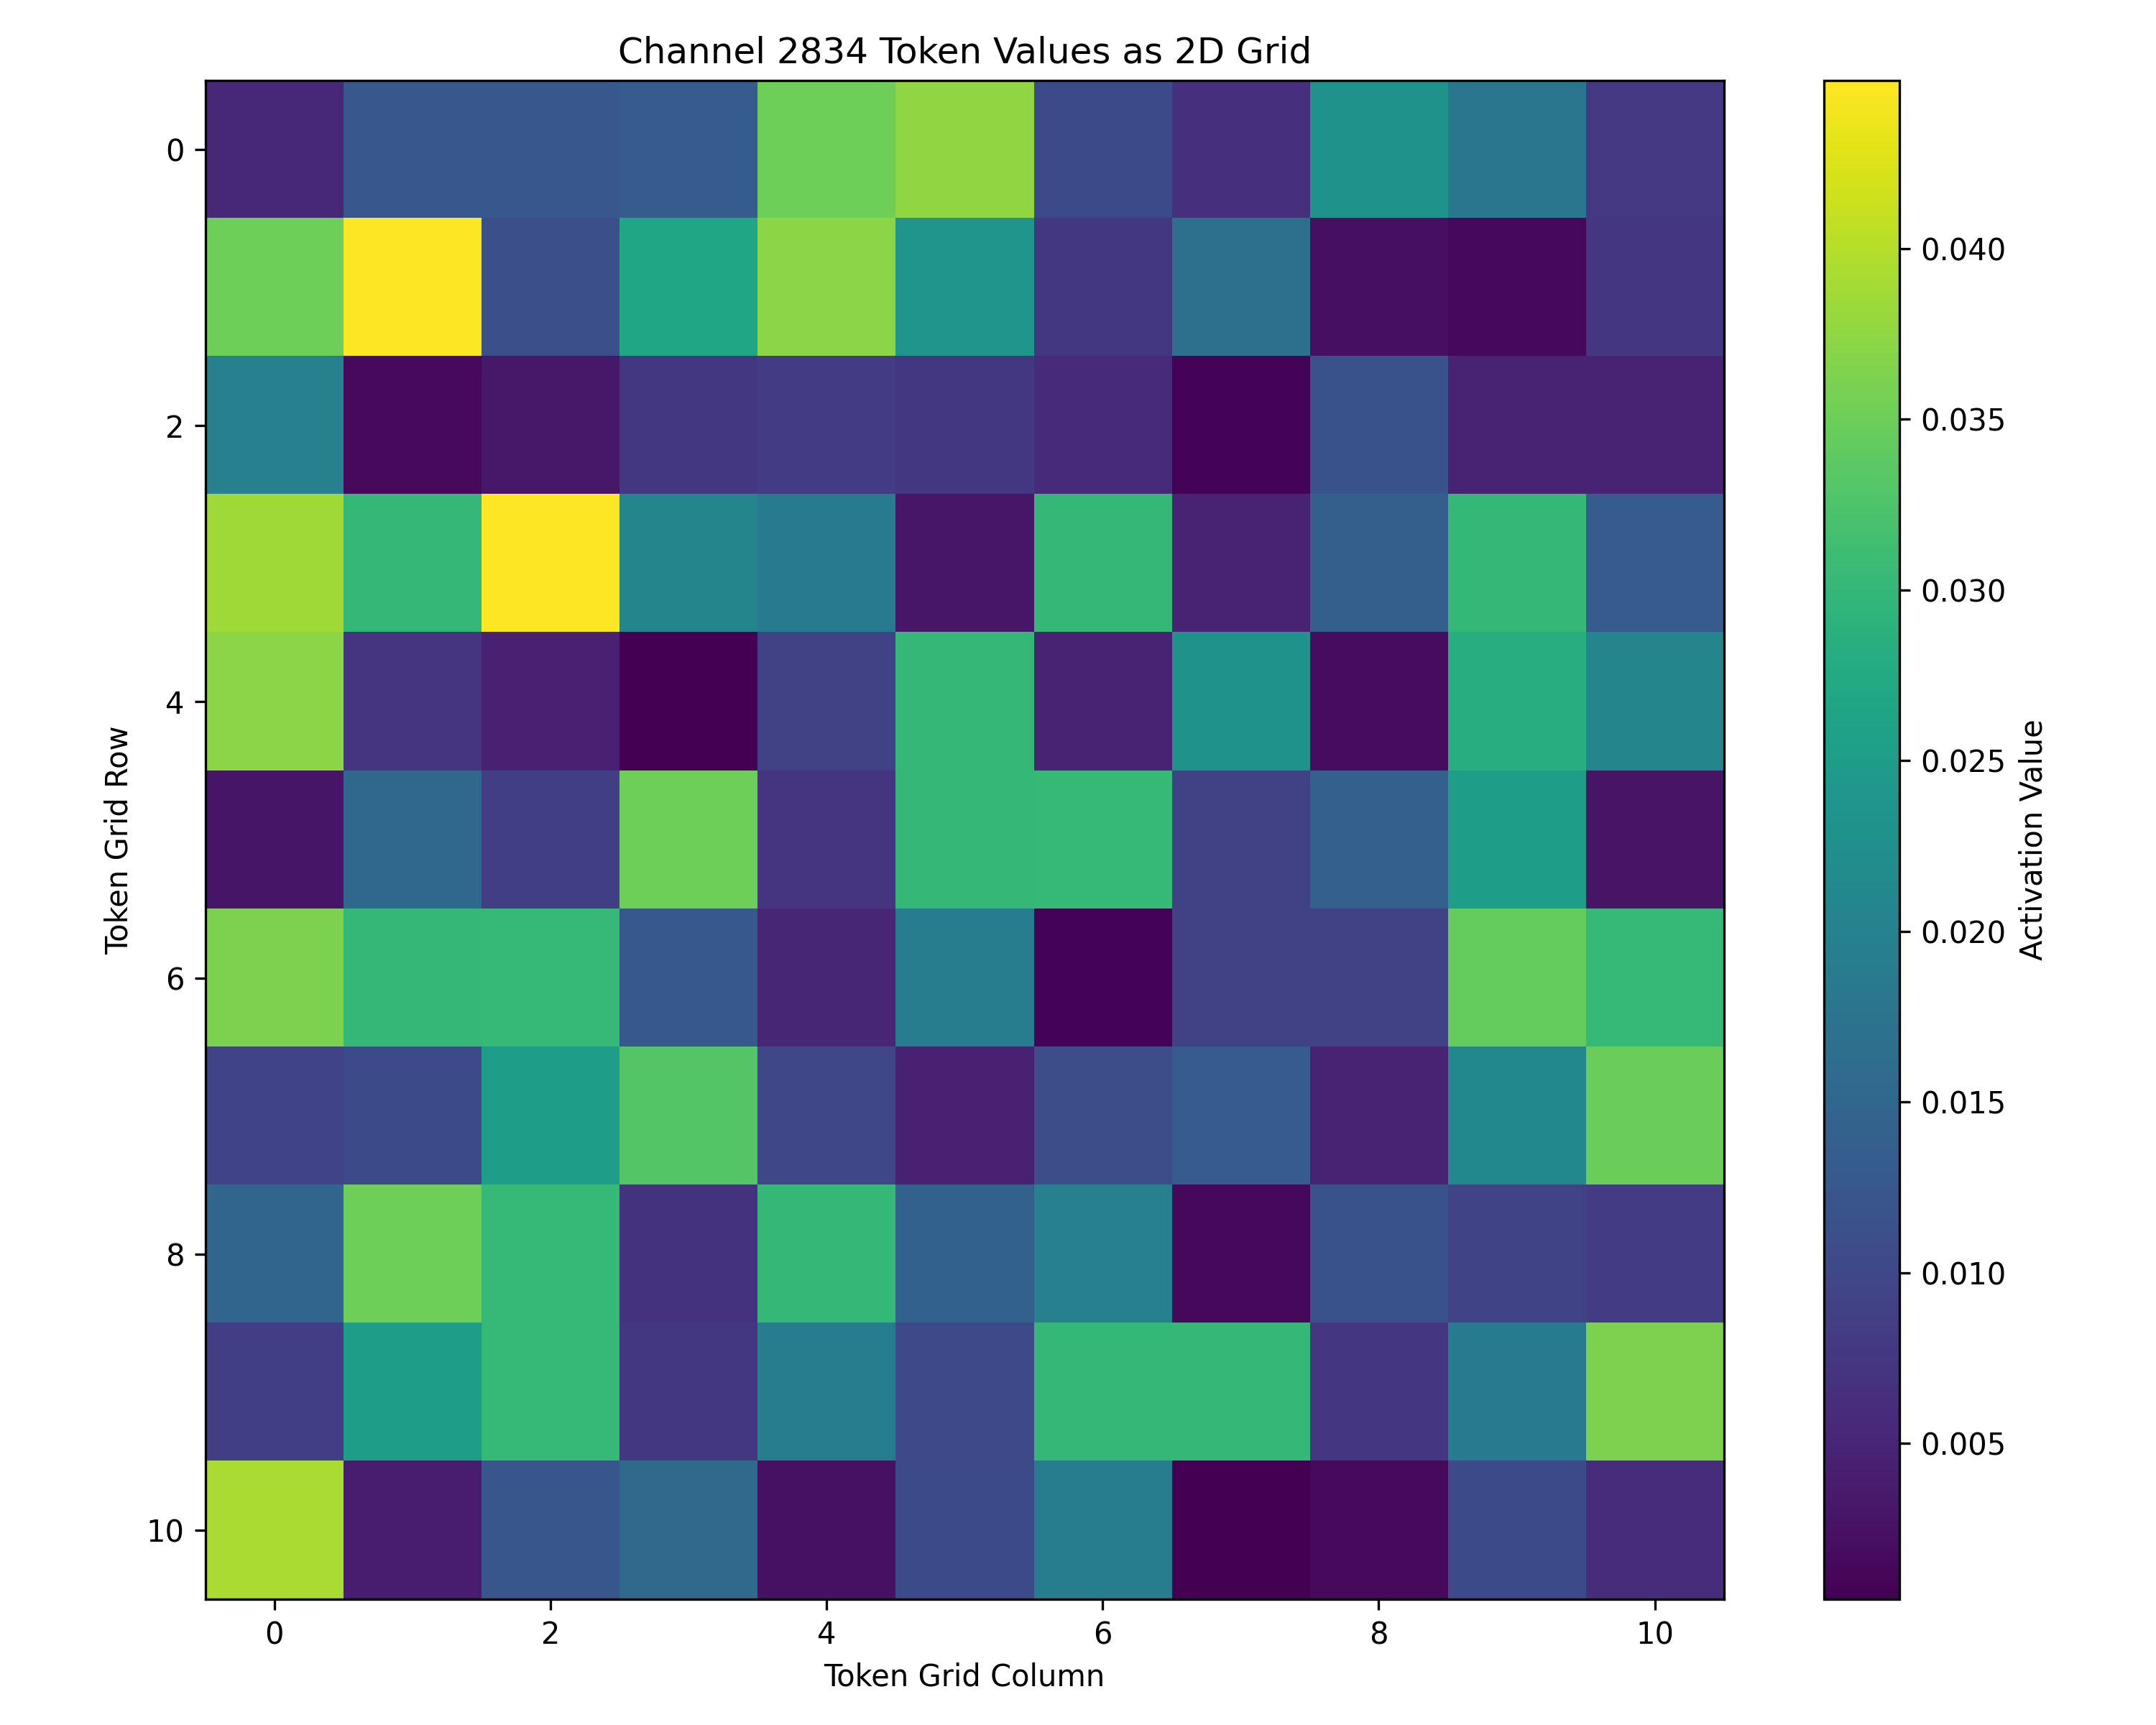 Channel 2834 Token Values as 2D Grid
0
2
4
6
8
10
Token Grid Row
0 2 4 6 8 10
Token Grid Column
0.040
0.035
0.030
0.025
0.020
0.015
0.010
0.005
Activation Value